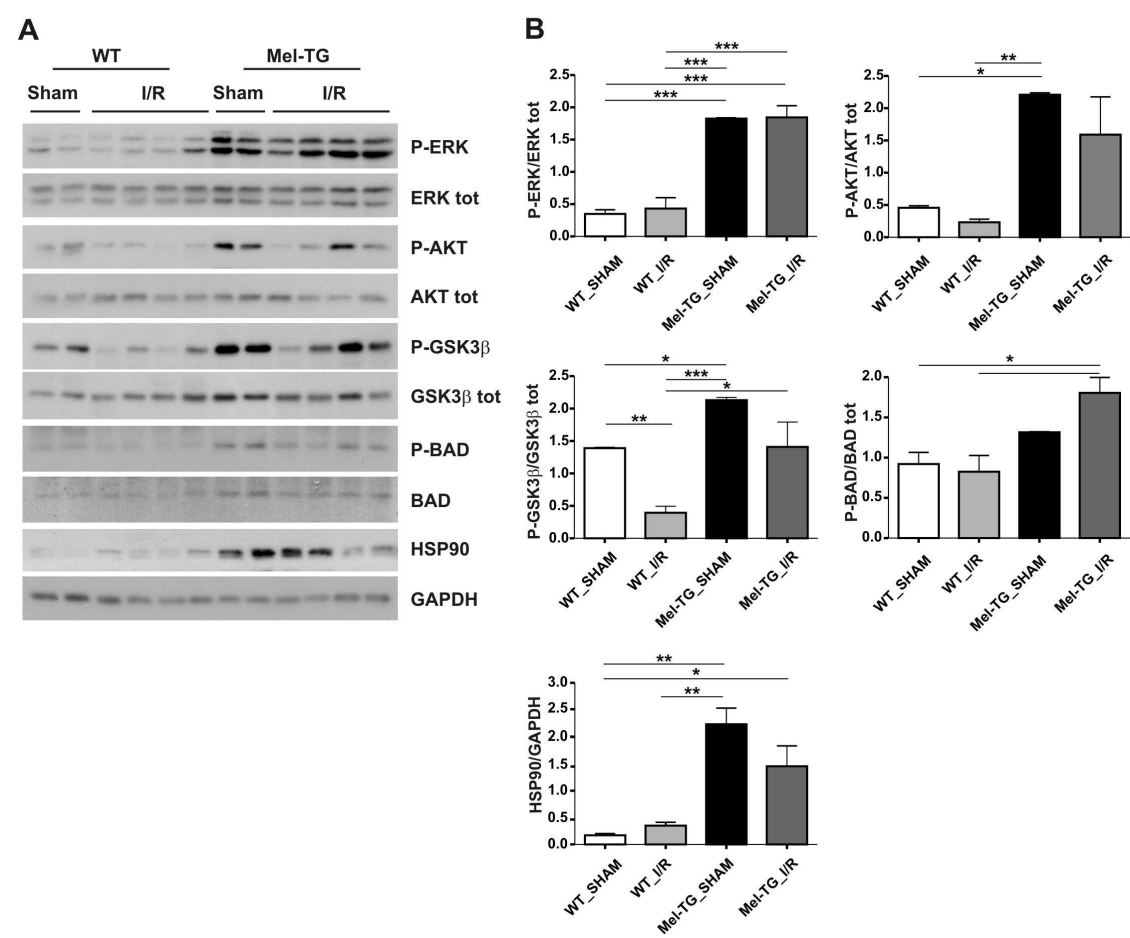 A
WT
Mel-TG
Sham
I/R
Sham
I/R
P-ERK
ERK tot
P-AKT
AKT tot
P-GSK3β
GSK3β tot
P-BAD
BAD
HSP90
GAPDH
B
***
***
***
***
2.5
2.0
1.5
1.0
0.5
0.0
P-ERK/ERK tot
WT_SHAM
WT_I/R
Mel-TG_SHAM
Mel-TG_I/R
**
*
2.5
2.0
1.5
1.0
0.5
0.0
P-AKT/AKT tot
WT_SHAM
WT_I/R
Mel-TG_SHAM
Mel-TG_I/R
*
***
*
**
2.5
2.0
1.5
1.0
0.5
0.0
P-GSK3β/GSK3β tot
WT_SHAM
WT_I/R
Mel-TG_SHAM
Mel-TG_I/R
*
2.0
1.5
1.0
0.5
0.0
P-BAD/BAD tot
WT_SHAM
WT_I/R
Mel-TG_SHAM
Mel-TG_I/R
**
*
**
3.0
2.5
2.0
1.5
1.0
0.5
0.0
HSP90/GAPDH
WT_SHAM
WT_I/R
Mel-TG_SHAM
Mel-TG_I/R